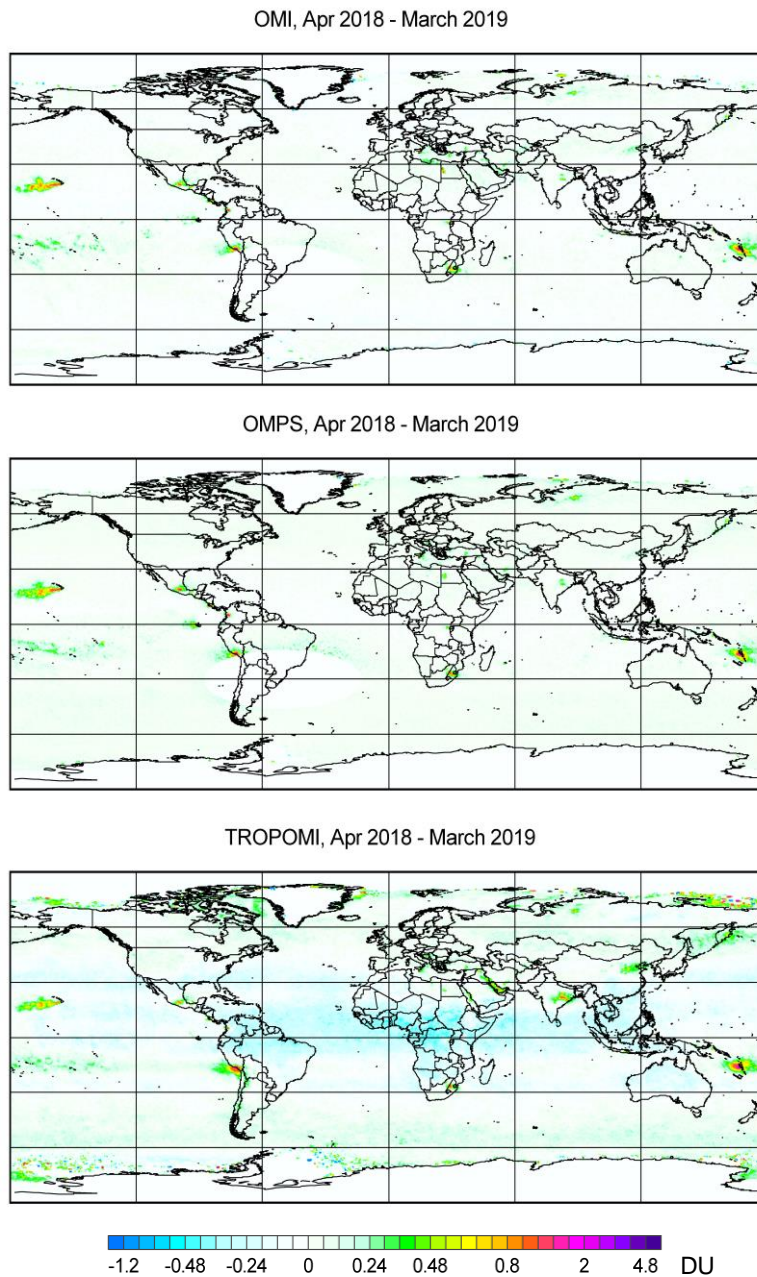 OMI, Apr 2018 - March 2019
OMPS, Apr 2018 - March 2019
TROPOMI, Apr 2018 - March 2019
-1.2 -0.48 -0.24 0 0.24 0.48 0.8 2 4.8 DU